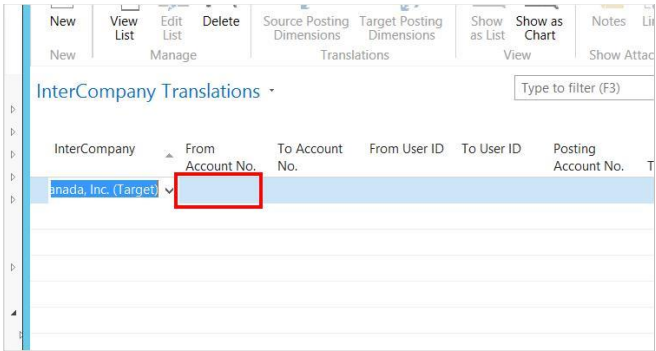 New View List Edit List Delete Source Posting Dimensions Target Posting Dimensions Show as List Show as Chart Notes
New Manage Translations View Show Attac
InterCompany Translations
Type to filter (F3)
InterCompany From Account No. To Account No. From User ID To User ID Posting Account No.
anada, Inc. (Target)